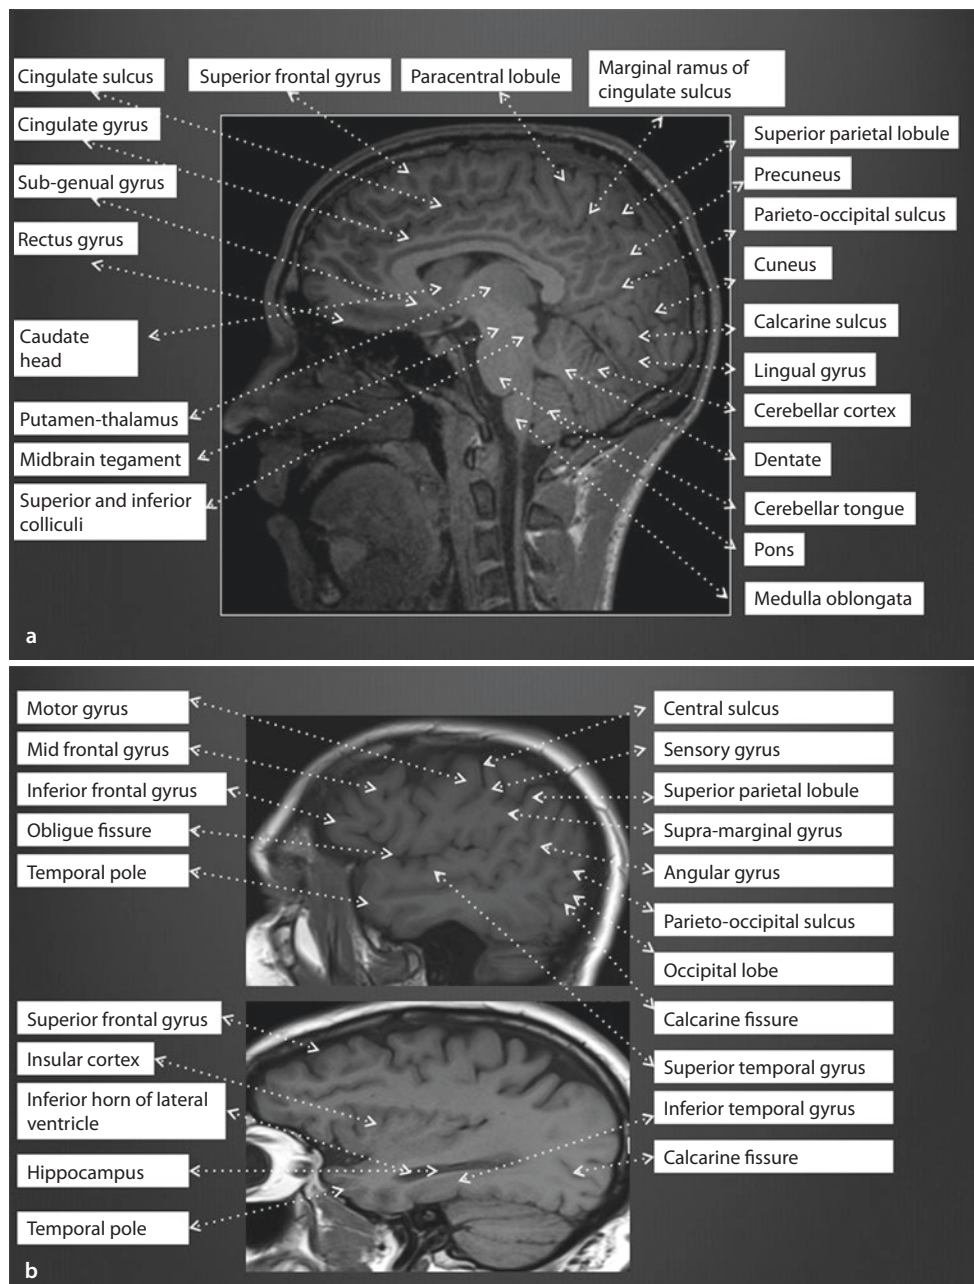 Cingulate sulcus
Superior frontal gyrus
Paracentral lobule
Marginal ramus of
cingulate sulcus
Cingulate gyrus
Sub-genual gyrus
Rectus gyrus
Caudate
head
Putamen-thalamus
Midbrain tegament
Superior and inferior
colliculi
Superior parietal lobule
Precuneus
Parieto-occipital sulcus
Cuneus
Calcarine sulcus
Lingual gyrus
Cerebellar cortex
Dentate
Cerebellar tongue
Pons
Medulla oblongata
a
Motor gyrus
Mid frontal gyrus
Inferior frontal gyrus
Obligue fissure
Temporal pole
Central sulcus
Sensory gyrus
Superior parietal lobule
Supra-marginal gyrus
Angular gyrus
Parieto-occipital sulcus
Occipital lobe
Calcarine fissure
Superior temporal gyrus
Superior frontal gyrus
Insular cortex
Inferior horn of lateral
ventricle
Hippocampus
Temporal pole
Inferior temporal gyrus
Calcarine fissure
b